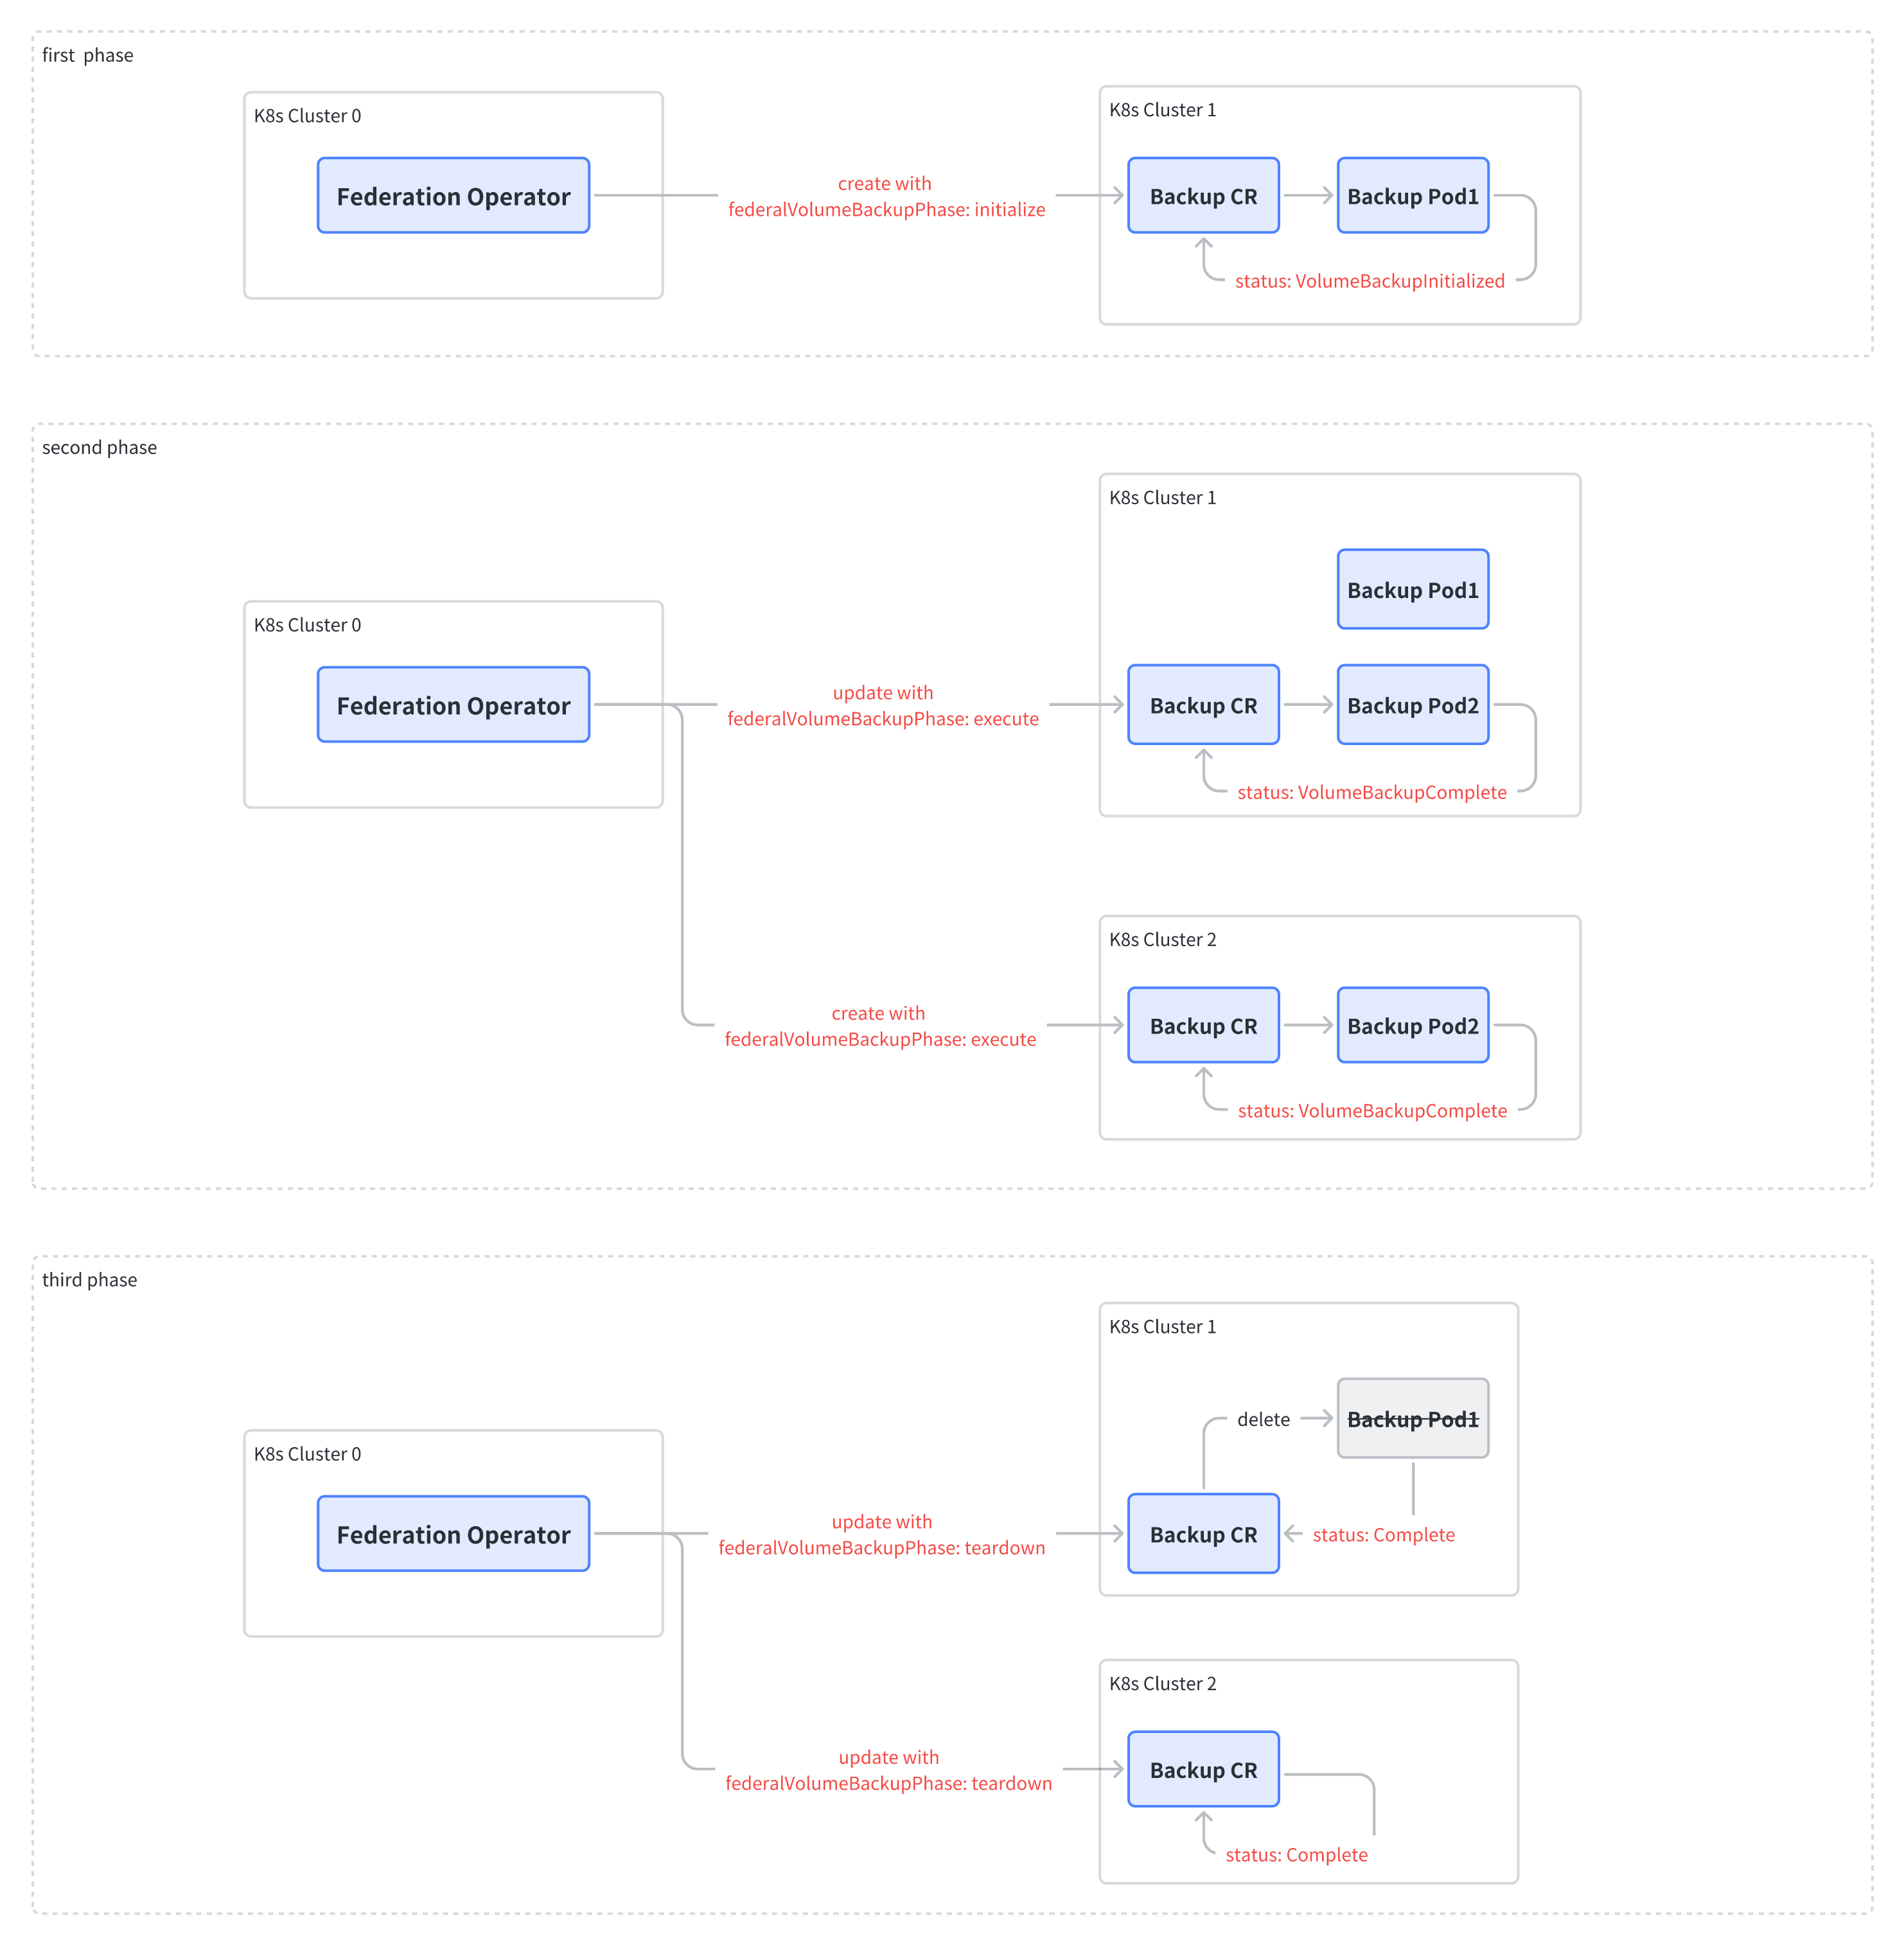 first  phase
K8s Cluster 0
Federation Operator
create with
federalVolumeBackupPhase: initialize
K8s Cluster 1
Backup CR
Backup Pod1
status: VolumeBackupInitialized
second phase
K8s Cluster 0
Federation Operator
update with
federalVolumeBackupPhase: execute
K8s Cluster 1
Backup Pod1
Backup CR
Backup Pod2
status: VolumeBackupComplete
create with
federalVolumeBackupPhase: execute
K8s Cluster 2
Backup CR
Backup Pod2
status: VolumeBackupComplete
third phase
K8s Cluster 0
Federation Operator
update with
federalVolumeBackupPhase: teardown
K8s Cluster 1
delete
Backup Pod1
Backup CR
status: Complete
update with
federalVolumeBackupPhase: teardown
K8s Cluster 2
Backup CR
status: Complete